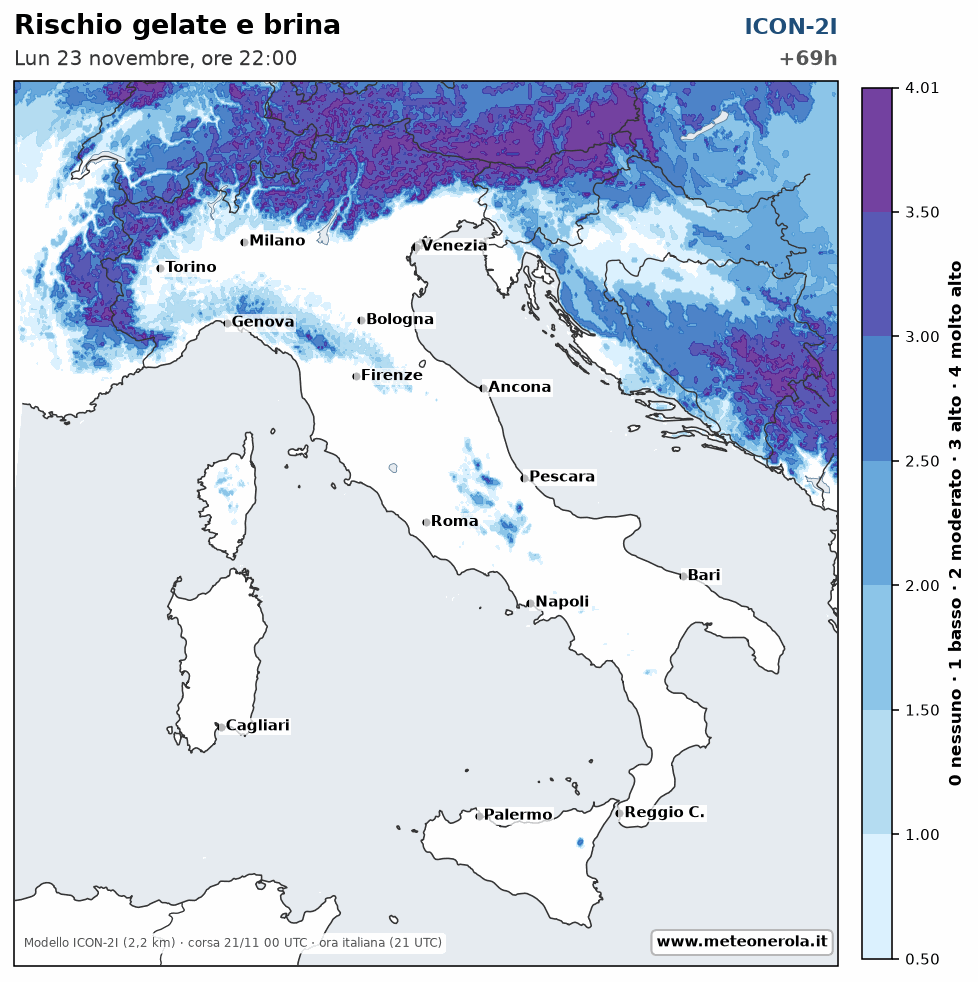 Rischio gelate e brina
ICON-2I
Lun 23 novembre, ore 22:00
+69h
4.01
3.50
3.00
2.50
2.00
1.50
1.00
0.50
0 nessuno · 1 basso · 2 moderato · 3 alto · 4 molto alto
Milano
Venezia
Torino
Genova
Bologna
Firenze
Ancona
Pescara
Roma
Bari
Napoli
Cagliari
Palermo
Reggio C.
Modello ICON-2I (2,2 km) · corsa 21/11 00 UTC · ora italiana (21 UTC)
www.meteonerola.it